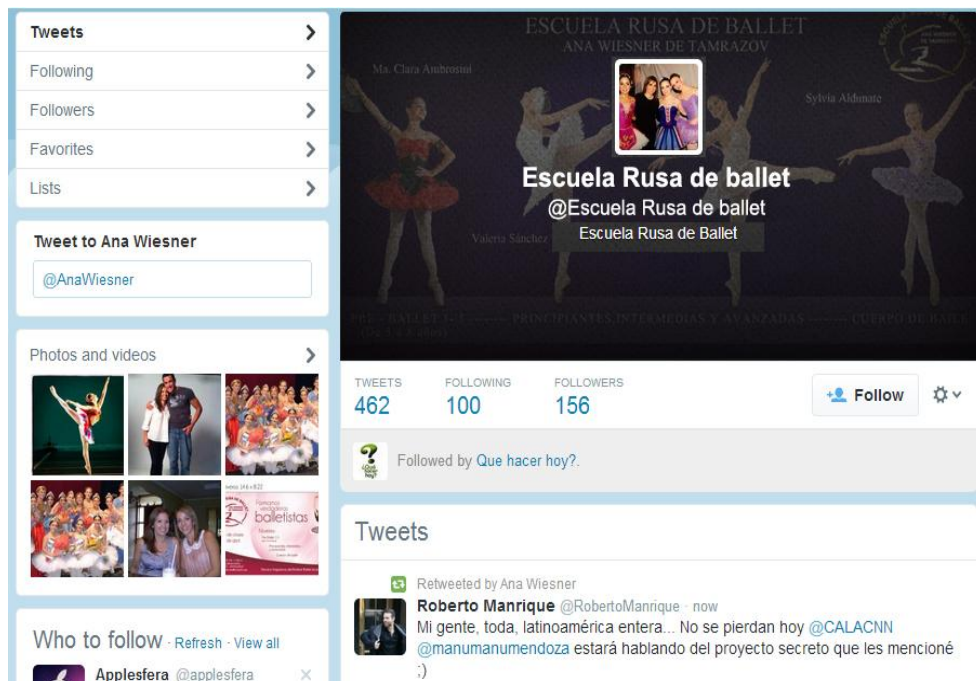 Tweets
Following
Followers
Favorites
Lists
Tweet to Ana Wiesner
@AnaWiesner
Photos and videos
balletistas
Who to follow · Refresh · View all
Applesfera @applesfera
ESCUELA RUSA DE BALLET
ANA WIESNER DE TAMRAZOV
Ma. Clara Ambrosini
Sylvia Aldunate
Escuela Rusa de ballet
@Escuela Rusa de ballet
Escuela Rusa de Ballet
Valeria Sánchez
PRINCIPIANTES, INTERMEDIAS Y AVANZADAS
TWEETS FOLLOWING FOLLOWERS
462 100 156
Follow
¿Qué hacer hoy?
Followed by Que hacer hoy?.
Tweets
Retweeted by Ana Wiesner
Roberto Manrique @RobertoManrique · now
Mi gente, toda, latinoamérica entera... No se pierdan hoy @CALACNN
@manumanumendoza estará hablando del proyecto secreto que les mencioné
;)